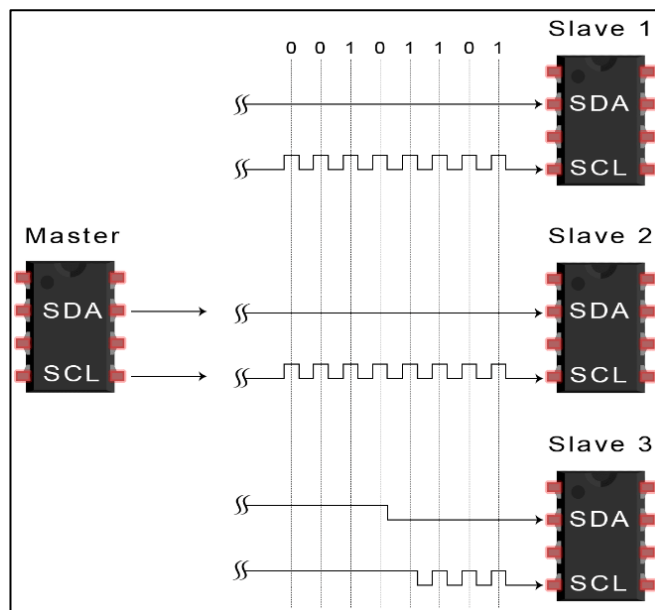 Slave 1
0 0 1 0 1 1 0 1
SDA
SCL
Master
SDA
SCL
Slave 2
SDA
SCL
Slave 3
SDA
SCL